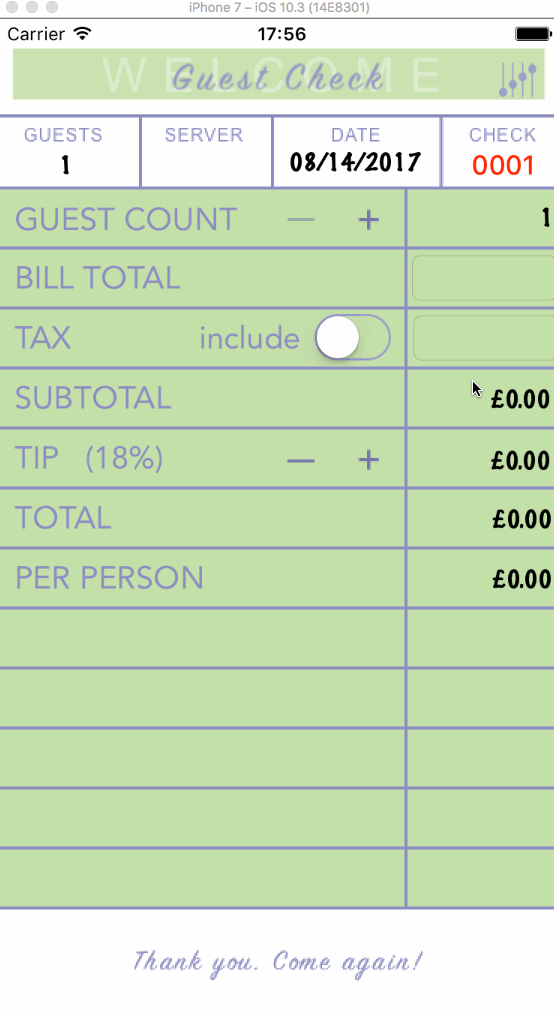 iPhone 7 – iOS 10.3 (14E8301)
Carrier 17:56
WELCOME
Guest Check
GUESTS SERVER DATE CHECK
1 08/14/2017 0001
GUEST COUNT — + 1
BILL TOTAL
TAX include
SUBTOTAL £0.00
TIP (18%) — + £0.00
TOTAL £0.00
PER PERSON £0.00
Thank you. Come again!